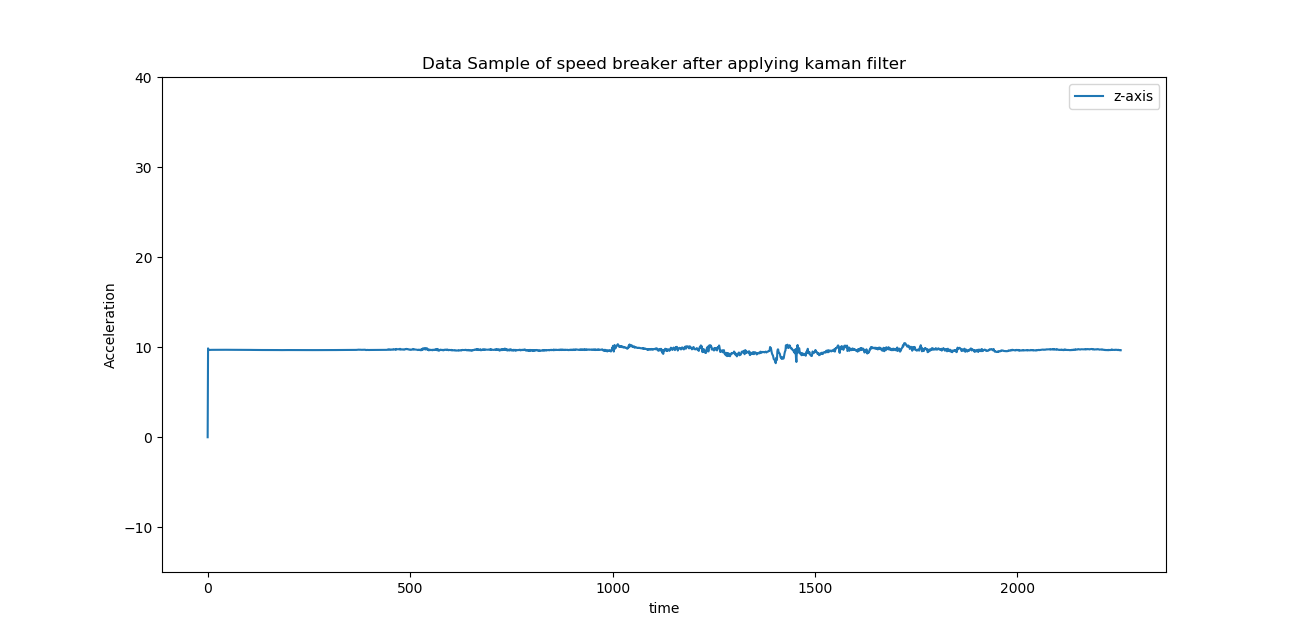 Data Sample of speed breaker after applying kaman filter
z-axis
40
30
20
10
0
−10
Acceleration
0 500 1000 1500 2000
time